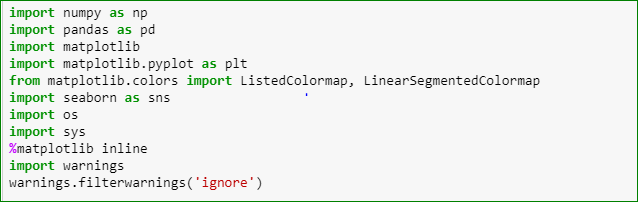 import numpy as np
import pandas as pd
import matplotlib
import matplotlib.pyplot as plt
from matplotlib.colors import ListedColormap, LinearSegmentedColormap
import seaborn as sns
import os
import sys
%matplotlib inline
import warnings
warnings.filterwarnings('ignore')